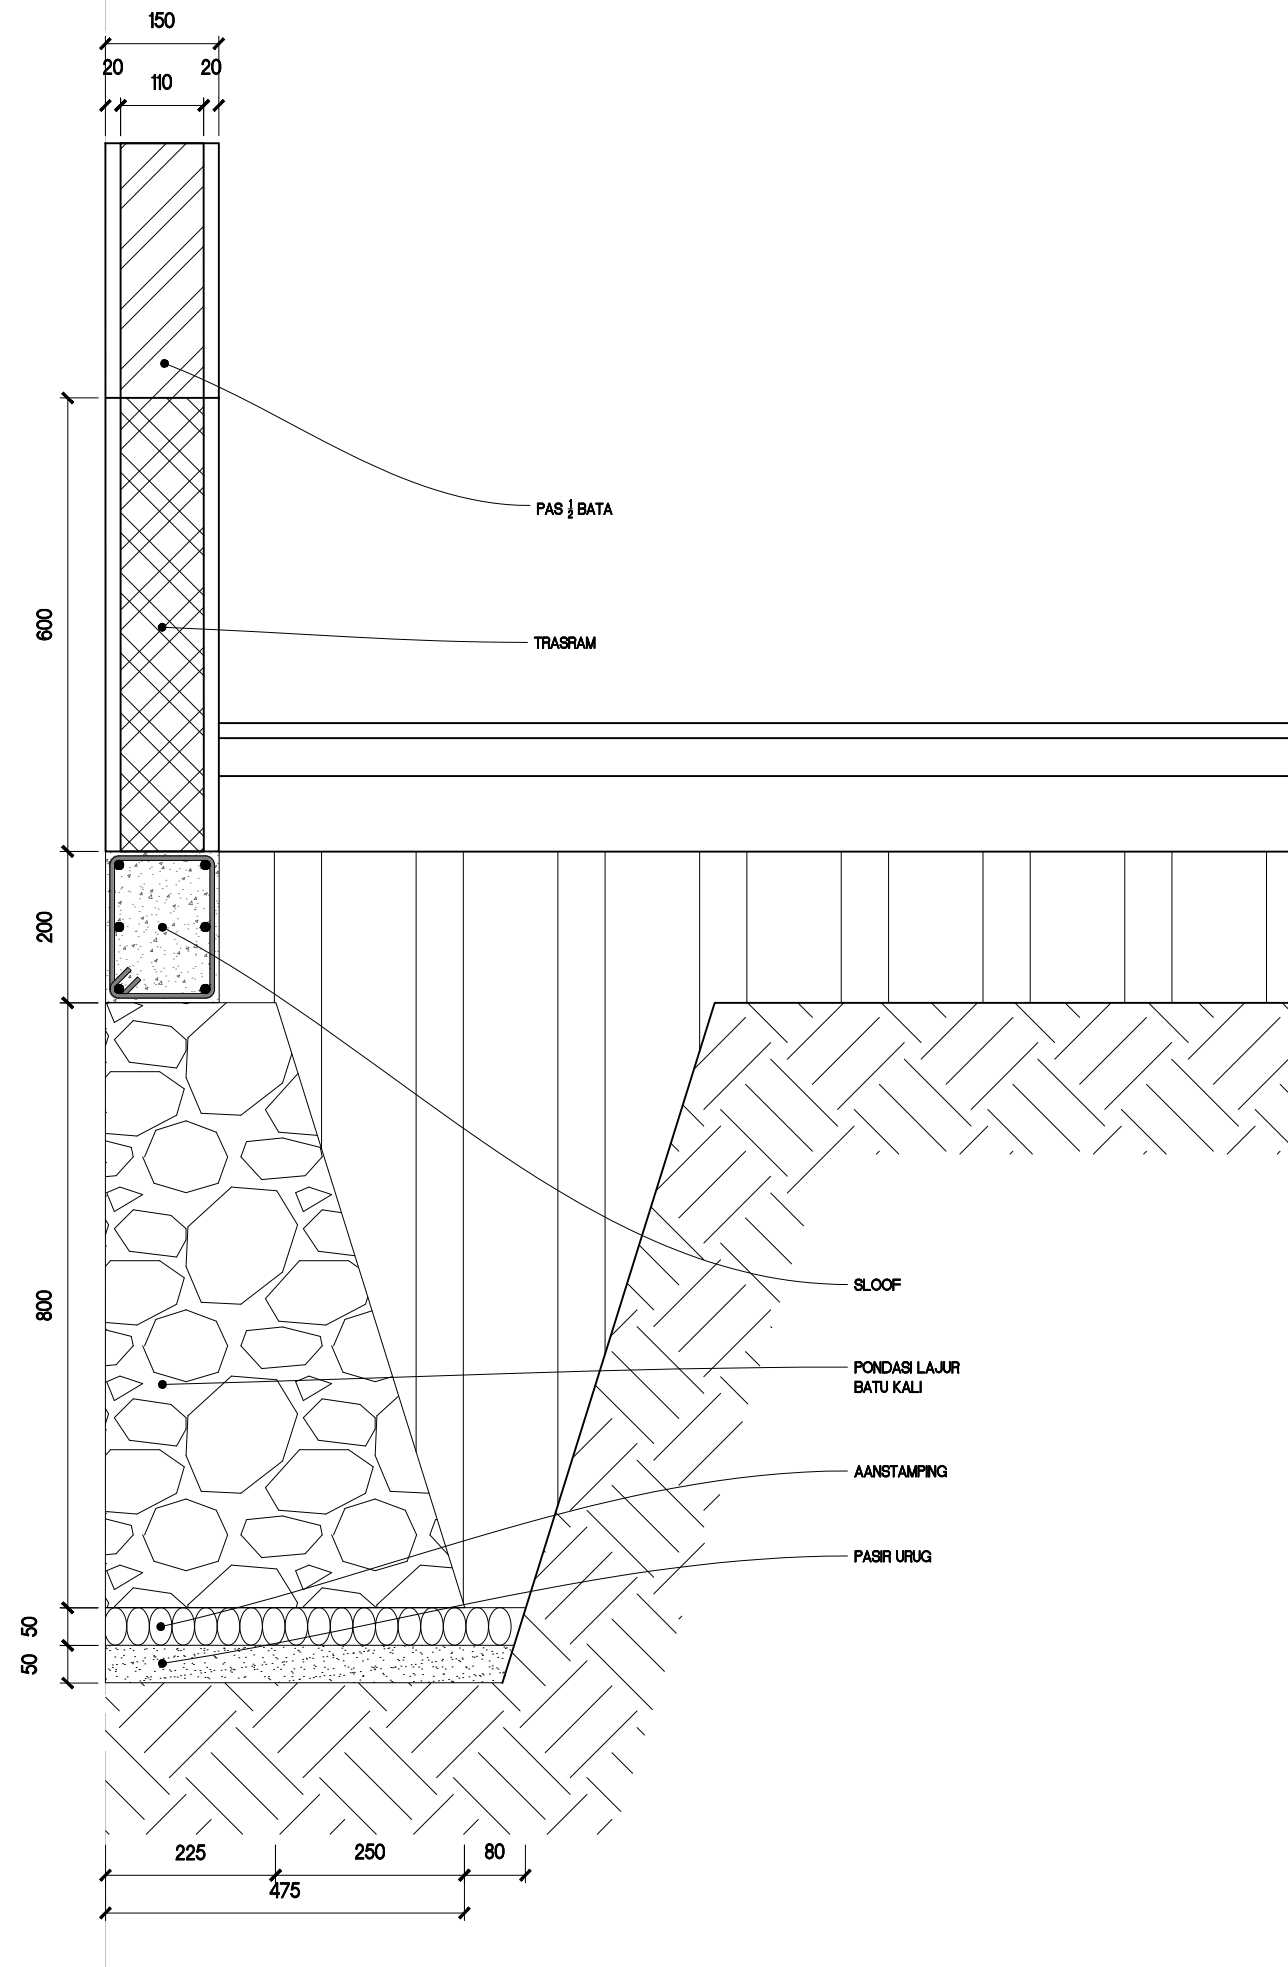 150
20
20
110
PAS 1/2 BATA
600
TRASRAM
200
SLOOF
800
PONDASI LAJUR
BATU KALI
AANSTAMPING
PASIR URUG
50
50
225
250
80
475